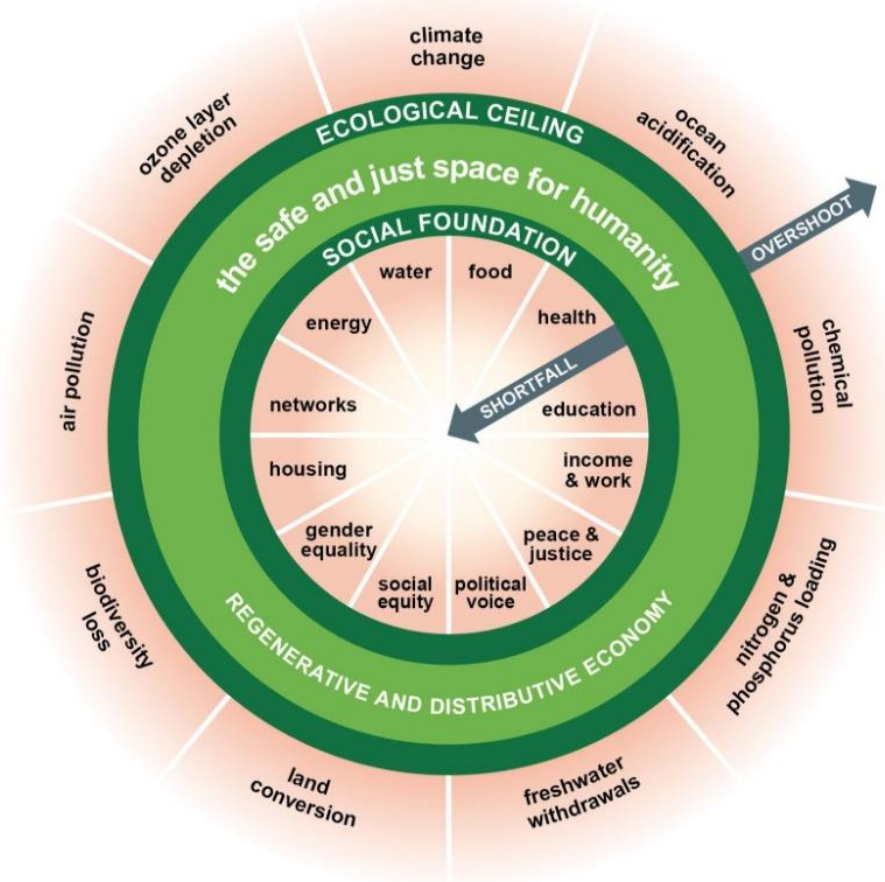 climate
change
ocean
acidification
chemical
pollution
nitrogen &
phosphorus loading
freshwater
withdrawals
land
conversion
biodiversity
loss
air pollution
ozone layer
depletion
OVERSHOOT
ECOLOGICAL CEILING
the safe and just space for humanity
SOCIAL FOUNDATION
water
food
health
education
income
& work
peace &
justice
political
voice
social
equity
gender
equality
housing
networks
energy
SHORTFALL
REGENERATIVE AND DISTRIBUTIVE ECONOMY